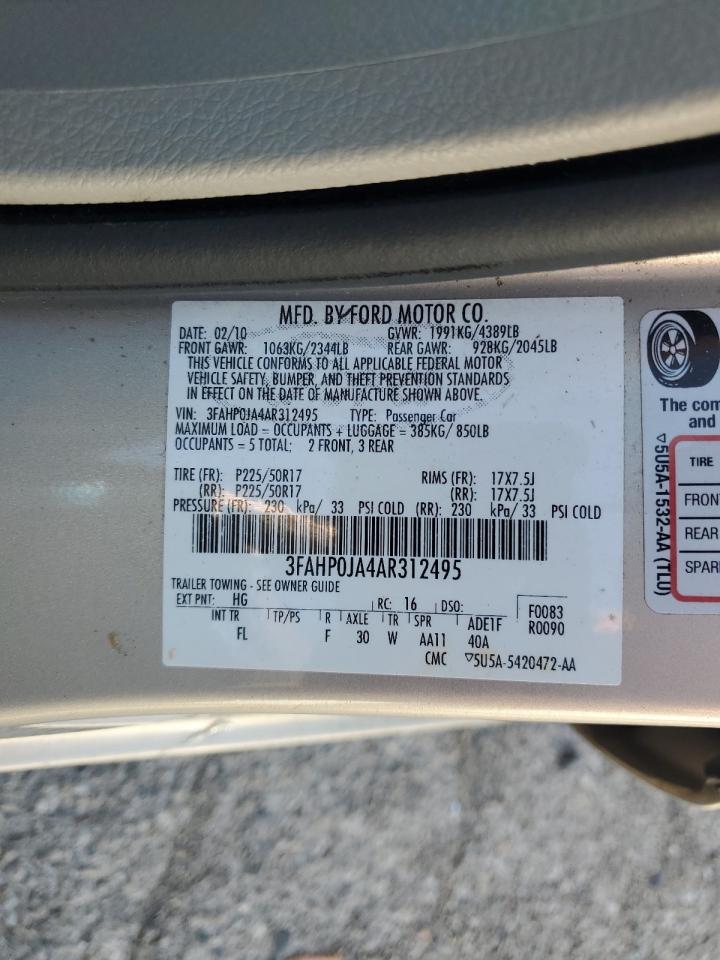 MFD. BY FORD MOTOR CO.
DATE: 02/10 GVWR: 1991KG/4389LB
FRONT GAWR: 1063KG/2344LB REAR GAWR: 928KG/2045LB
THIS VEHICLE CONFORMS TO ALL APPLICABLE FEDERAL MOTOR
VEHICLE SAFETY, BUMPER, AND THEFT PREVENTION STANDARDS
IN EFFECT ON THE DATE OF MANUFACTURE SHOWN ABOVE.
VIN: 3FAHP0JA4AR312495 TYPE: Passenger Car
MAXIMUM LOAD = OCCUPANTS + LUGGAGE = 385KG/ 850LB
OCCUPANTS = 5 TOTAL; 2 FRONT, 3 REAR
TIRE (FR): P225/50R17 RIMS (FR): 17X7.5J
(RR): P225/50R17 (RR): 17X7.5J
PRESSURE (FR): 230 kPa/ 33 PSI COLD (RR): 230 kPa/ 33 PSI COLD
3FAHP0JA4AR312495
TRAILER TOWING - SEE OWNER GUIDE
EXT PNT: HG RC: 16 DSO: F0083
INT TR TP/PS R AXLE TR SPR ADE1F R0090
FL F 30 W AA11 40A
CMC ▽5U5A-5420472-AA
▽5U5A-1532-AA (TLU)
The com
and
TIRE
FRON
REAR
SPAR